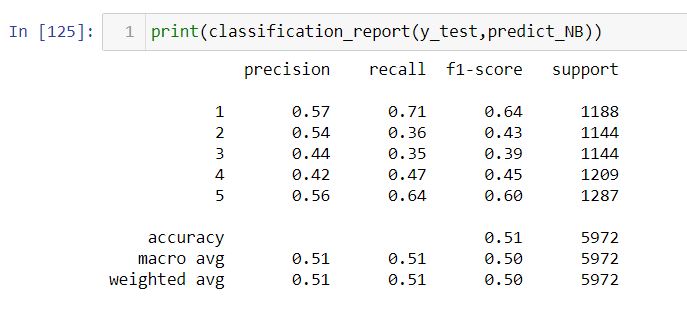 In [125]: 1 print(classification_report(y_test,predict_NB))
precision recall f1-score support
1 0.57 0.71 0.64 1188
2 0.54 0.36 0.43 1144
3 0.44 0.35 0.39 1144
4 0.42 0.47 0.45 1209
5 0.56 0.64 0.60 1287
accuracy 0.51 5972
macro avg 0.51 0.51 0.50 5972
weighted avg 0.51 0.51 0.50 5972